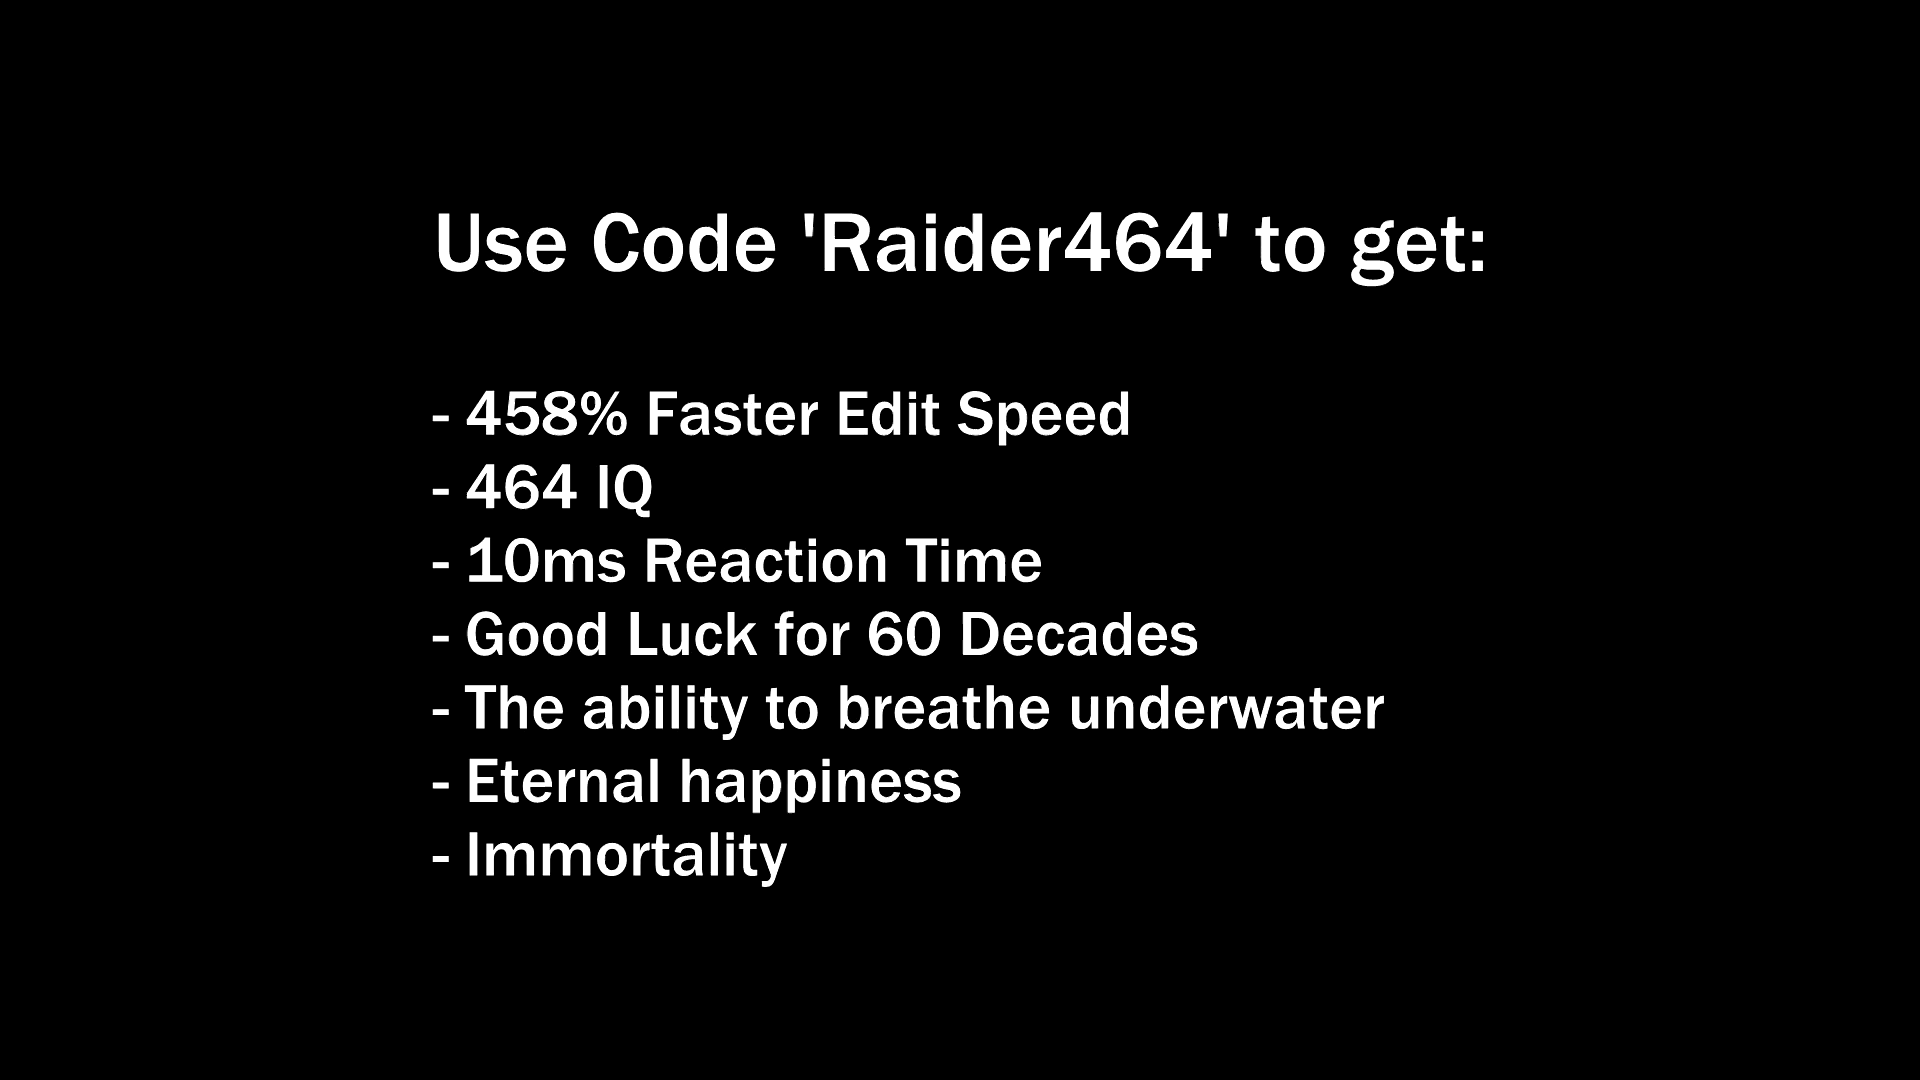 Use Code 'Raider464' to get:
- 458% Faster Edit Speed
- 464 IQ
- 10ms Reaction Time
- Good Luck for 60 Decades
- The ability to breathe underwater
- Eternal happiness
- Immortality